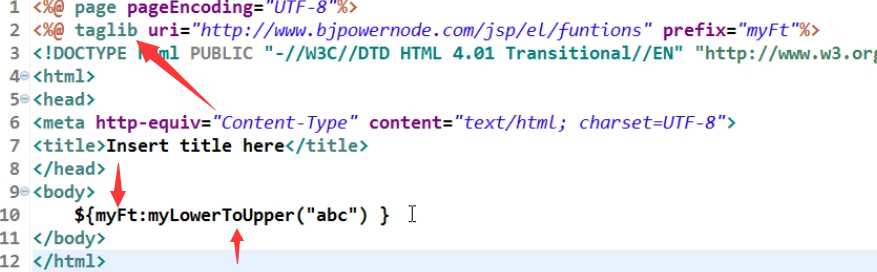 1 <%@ page pageEncoding="UTF-8"%>
2 <%@ taglib uri="http://www.bjpowernode.com/jsp/el/funtions" prefix="myFt"%>
3 <!DOCTYPE html PUBLIC "-//W3C//DTD HTML 4.01 Transitional//EN" "http://www.w3.org
4 <html>
5 <head>
6 <meta http-equiv="Content-Type" content="text/html; charset=UTF-8">
7 <title>Insert title here</title>
8 </head>
9 <body>
10 ${myFt:myLowerToUpper("abc") }
11 </body>
12 </html>